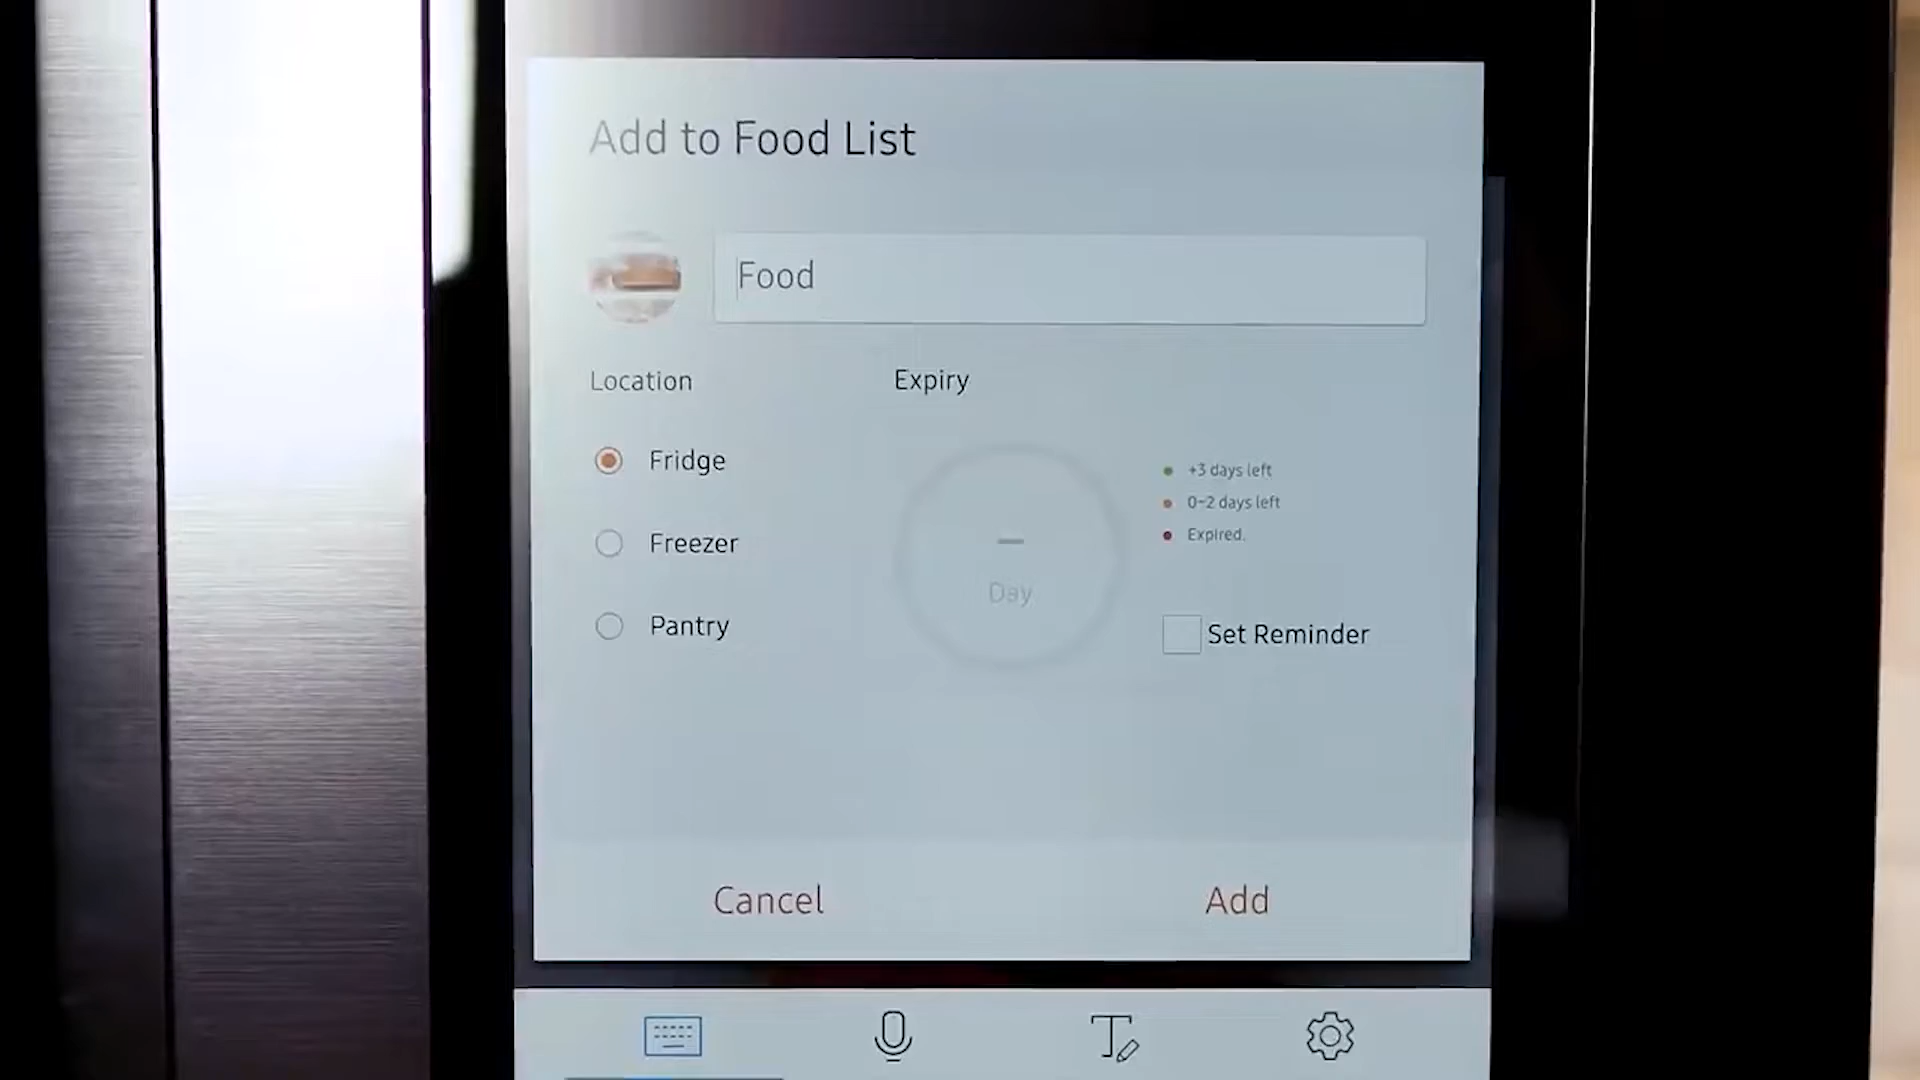 Add to Food List
Food
Location
Expiry
Fridge
Freezer
Pantry
Day
+3 days left
0-2 days left
Expired.
Set Reminder
Cancel
Add